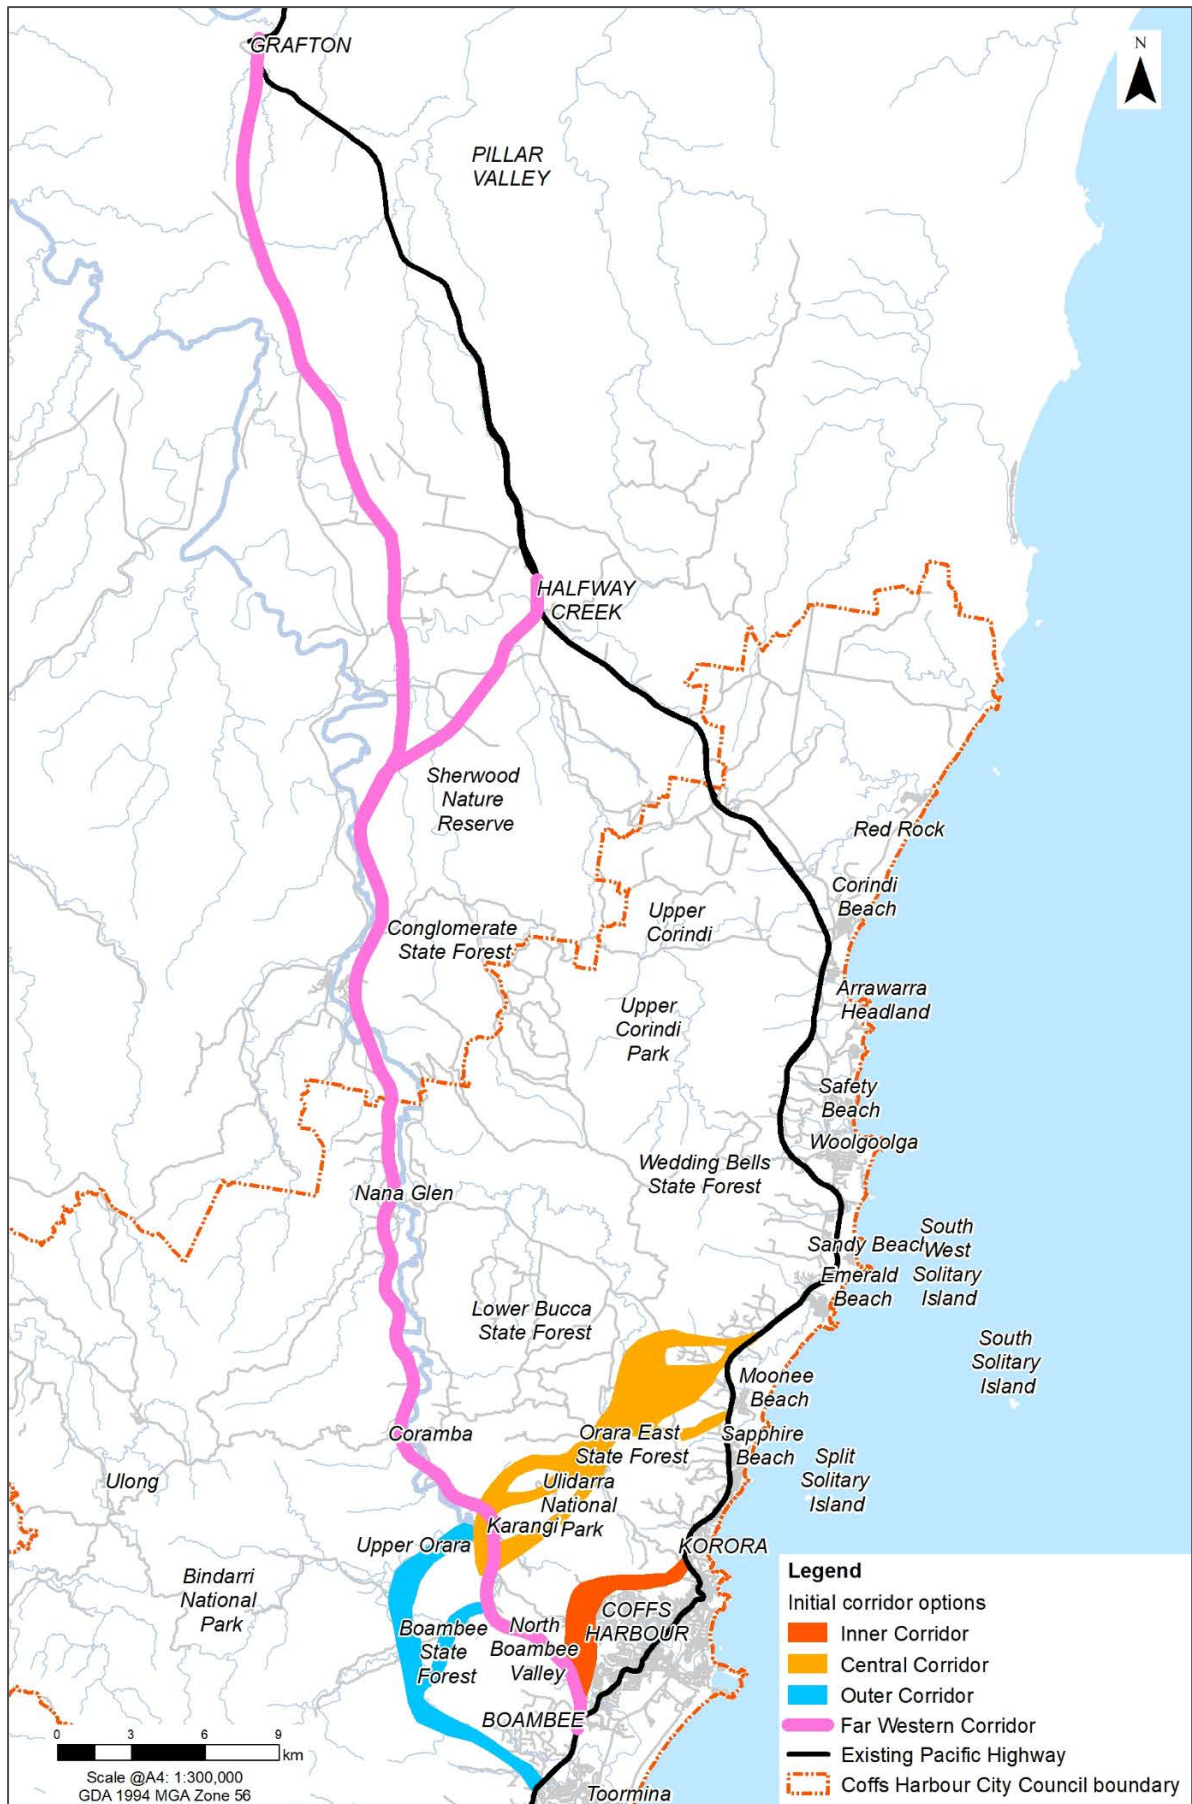 GRAFTON
N
PILLAR
VALLEY
HALFWAY
CREEK
Sherwood
Nature
Reserve
Red Rock
Corindi
Beach
Upper
Corindi
Conglomerate
State Forest
Arrawarra
Headland
Upper
Corindi
Park
Safety
Beach
Woolgoolga
Wedding Bells
State Forest
Nana Glen
Sandy Beach
South
West
Solitary
Island
Emerald
Beach
Lower Bucca
State Forest
South
Solitary
Island
Moonee
Beach
Coramba
Orara East
State Forest
Sapphire
Beach
Split
Solitary
Island
Ulong
Ulidarra
National
Park
Karangi
Upper Orara
KORORA
Bindarri
National
Park
COFFS
HARBOUR
Boambee
State
Forest
North
Boambee
Valley
BOAMBEE
Toormina
Legend
Initial corridor options
Inner Corridor
Central Corridor
Outer Corridor
Far Western Corridor
Existing Pacific Highway
Coffs Harbour City Council boundary
0 3 6 9
km
Scale @A4: 1:300,000
GDA 1994 MGA Zone 56